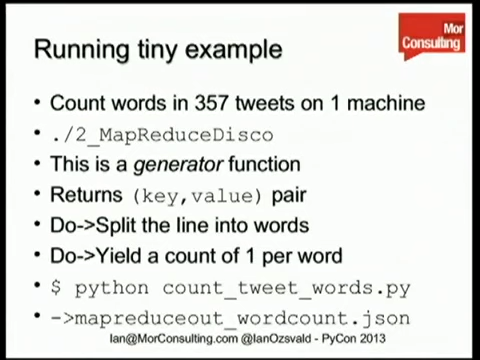 Mor
Consulting
Running tiny example
• Count words in 357 tweets on 1 machine
• ./2_MapReduceDisco
• This is a generator function
• Returns (key,value) pair
• Do->Split the line into words
• Do->Yield a count of 1 per word
• $ python count_tweet_words.py
• ->mapreduceout_wordcount.json
Ian@MorConsulting.com @IanOzsvald - PyCon 2013